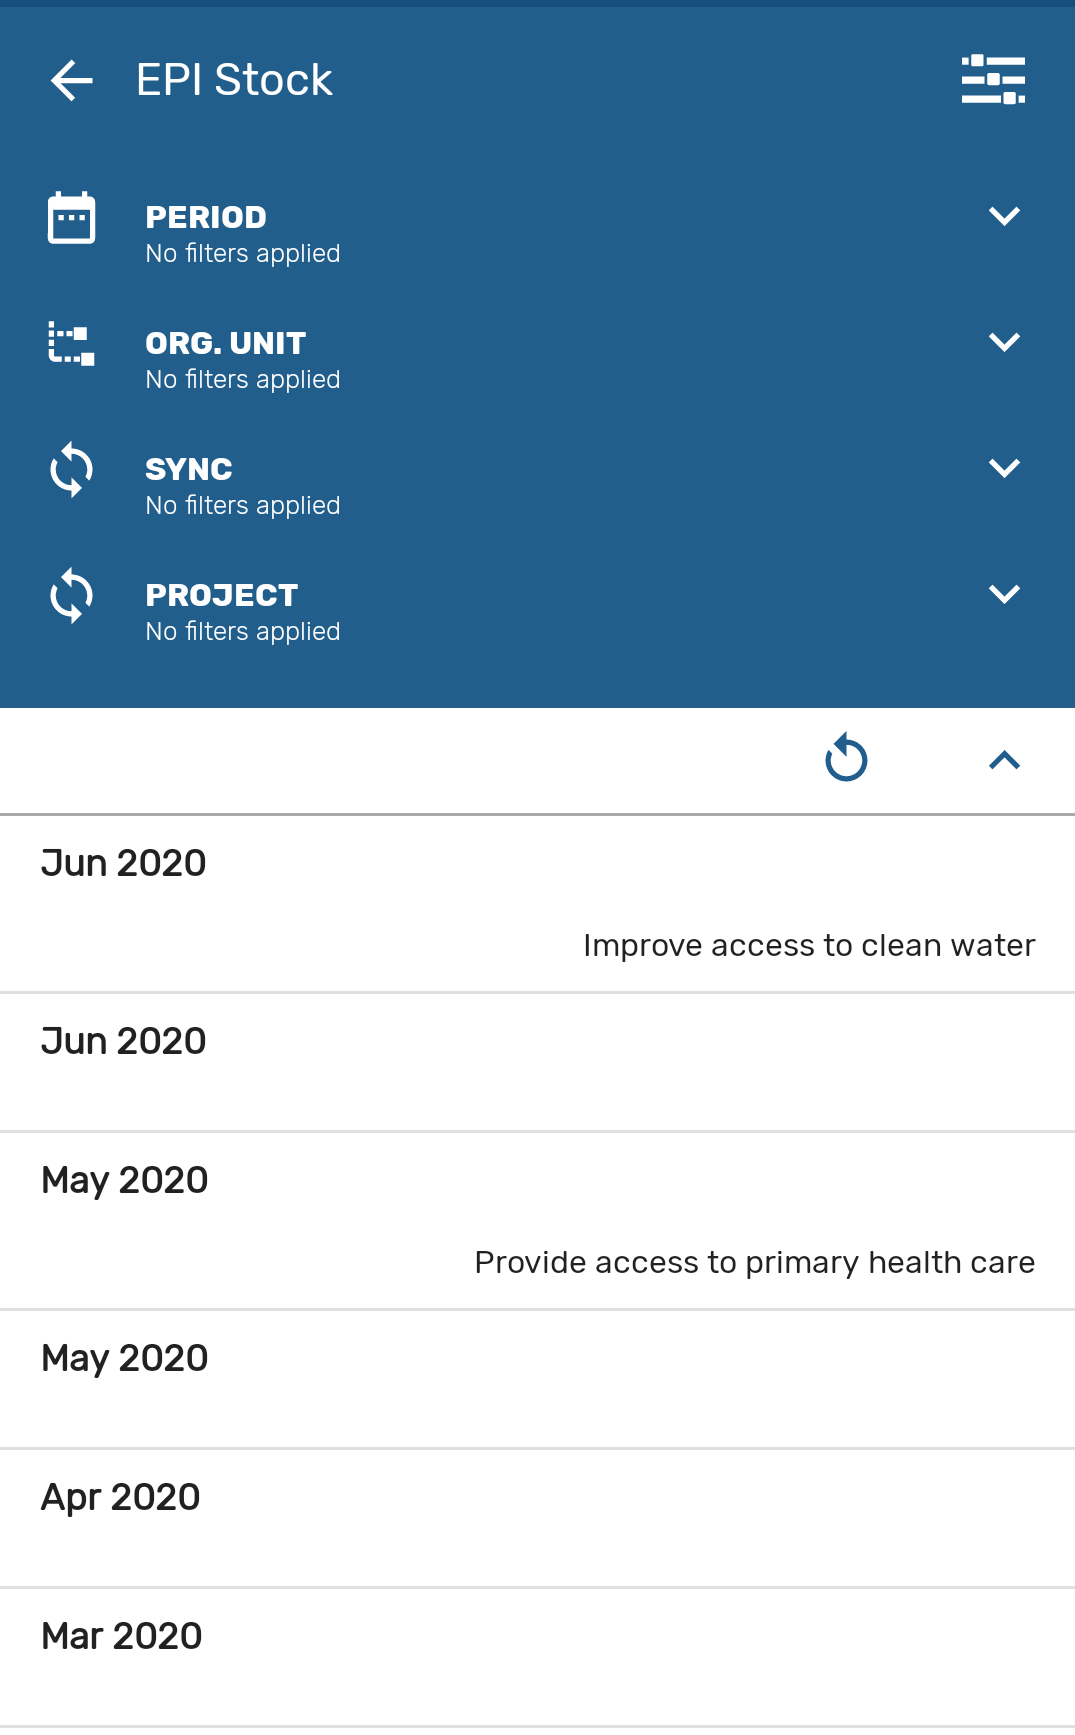 EPI Stock
PERIOD
No filters applied
ORG. UNIT
No filters applied
SYNC
No filters applied
PROJECT
No filters applied
Jun 2020
Improve access to clean water
Jun 2020
May 2020
Provide access to primary health care
May 2020
Apr 2020
Mar 2020